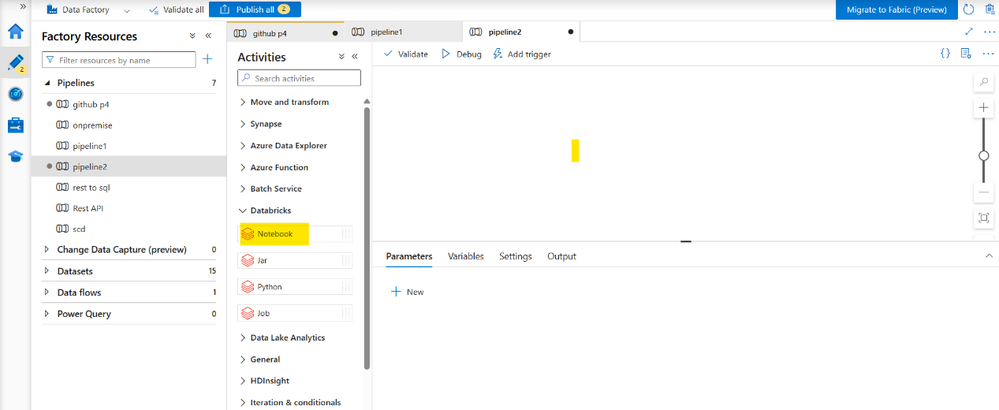 Data Factory
Validate all
Publish all 2
Migrate to Fabric (Preview)
2
Factory Resources
Filter resources by name
Pipelines 7
github p4
onpremise
pipeline1
pipeline2
rest to sql
Rest API
scd
Change Data Capture (preview) 0
Datasets 15
Data flows 1
Power Query 0
github p4
pipeline1
pipeline2
Activities
Search activities
Move and transform
Synapse
Azure Data Explorer
Azure Function
Batch Service
Databricks
Notebook
Jar
Python
Job
Data Lake Analytics
General
HDInsight
Iteration & conditionals
Validate Debug Add trigger
Parameters Variables Settings Output
New